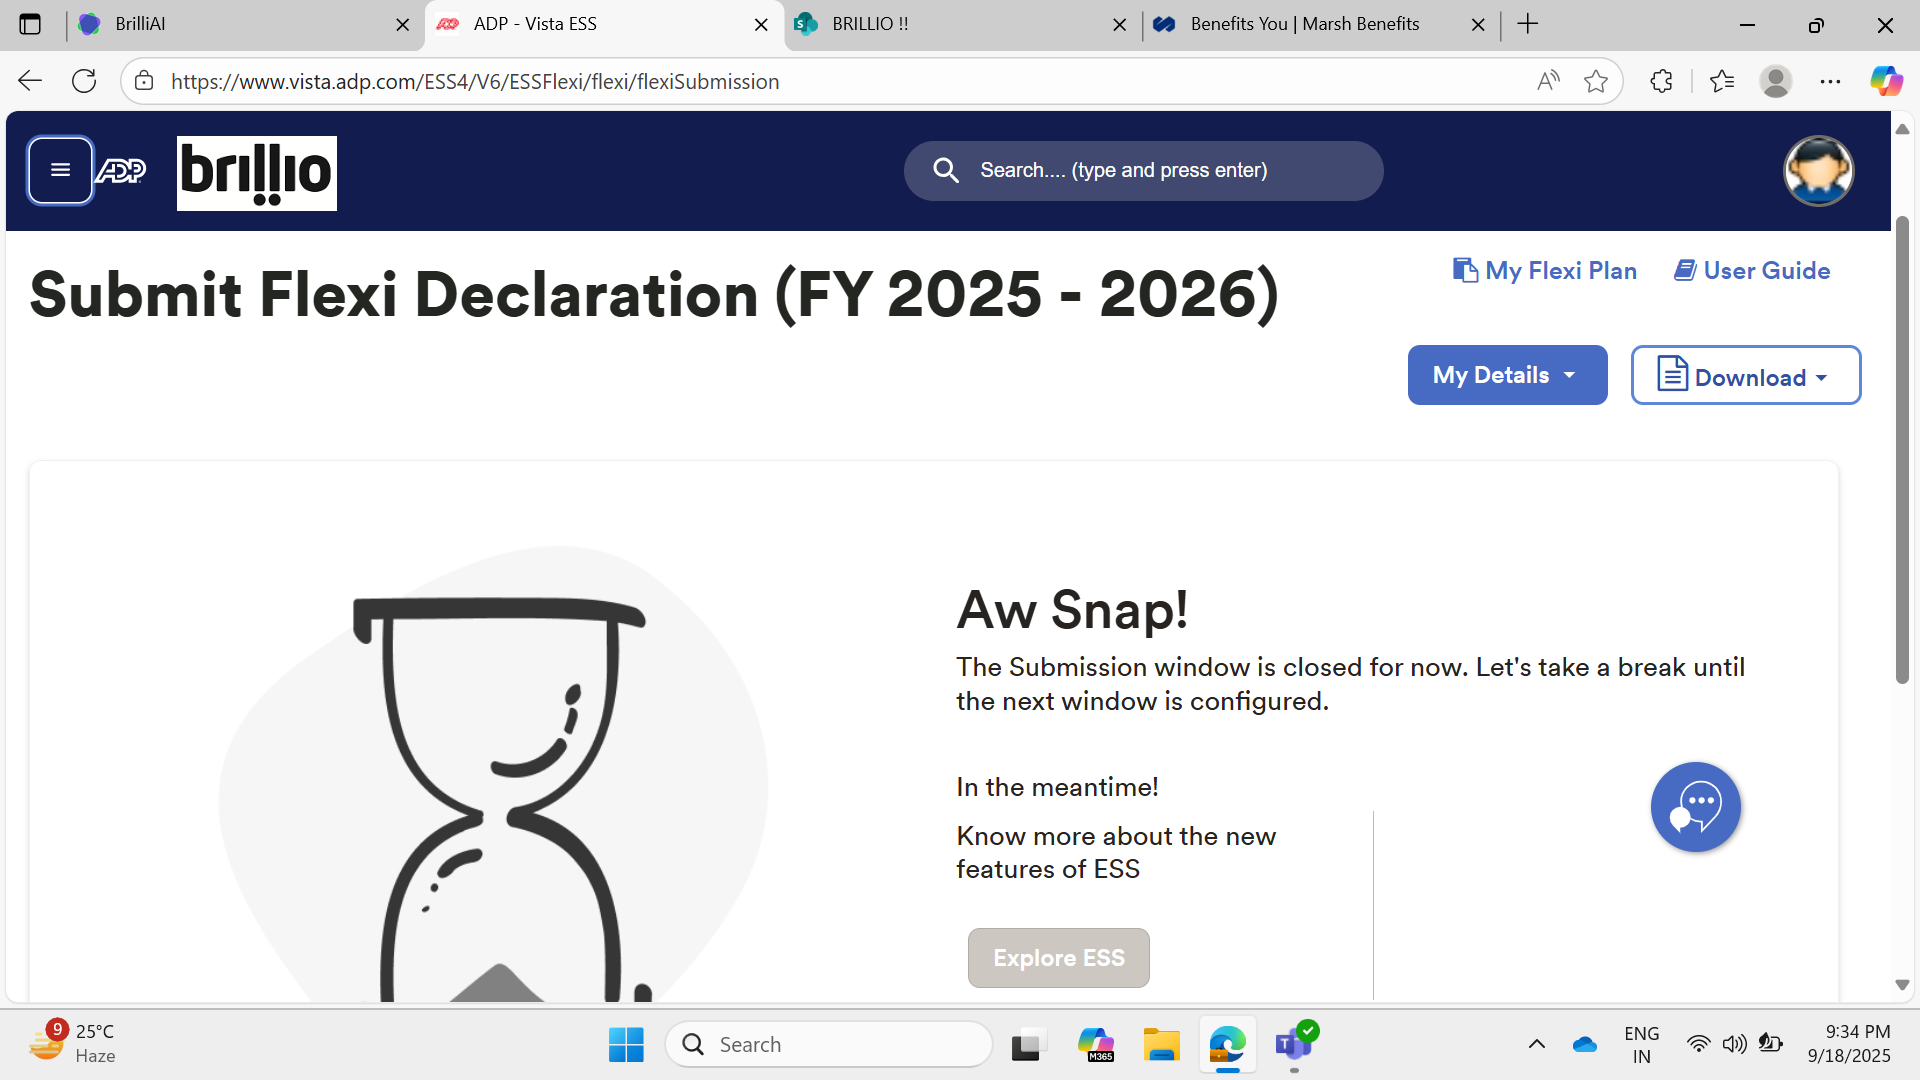 BrilliAI
ADP - Vista ESS
BRILLIO !!
Benefits You | Marsh Benefits
https://www.vista.adp.com/ESS4/V6/ESSFlexi/flexi/flexiSubmission
ADP
brillio
Search.... (type and press enter)
Submit Flexi Declaration (FY 2025 - 2026)
My Flexi Plan
User Guide
My Details
Download
Aw Snap!
The Submission window is closed for now. Let's take a break until
the next window is configured.
In the meantime!
Know more about the new
features of ESS
Explore ESS
9
25°C
Haze
Search
M365
ENG
IN
9:34 PM
9/18/2025